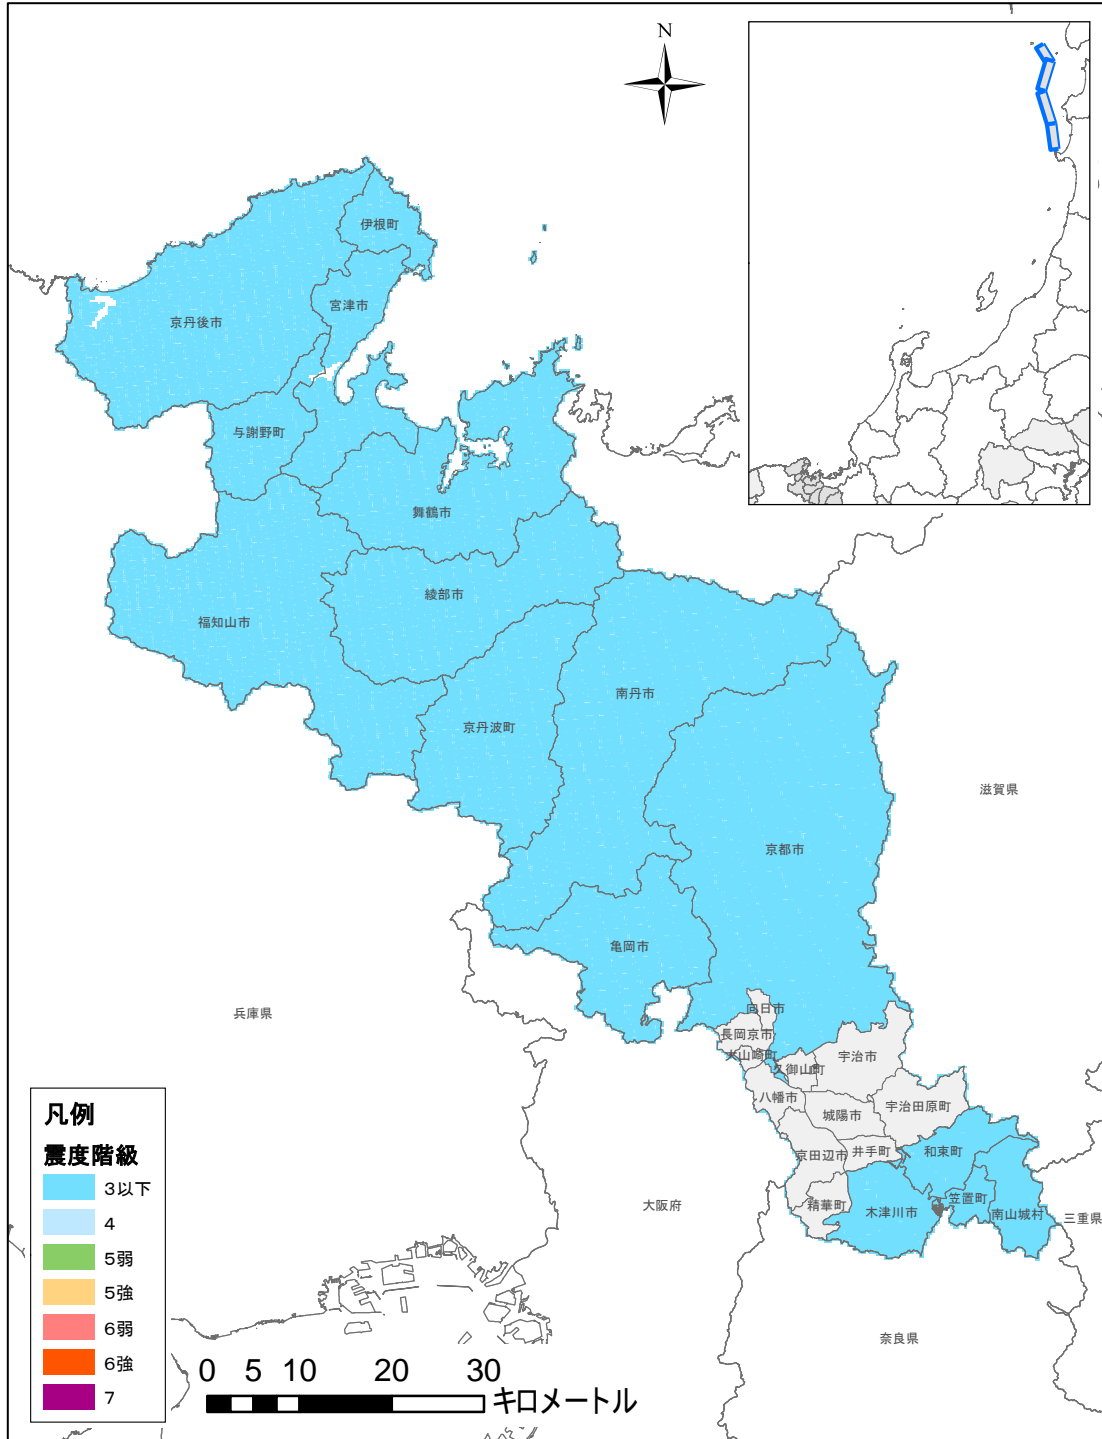 N
伊根町
宮津市
京丹後市
与謝野町
舞鶴市
綾部市
福知山市
南丹市
京丹波町
滋賀県
京都市
亀岡市
向日市
兵庫県
長岡京市
大山崎町
宇治市
久御山町
八幡市
宇治田原町
城陽市
井手町
和束町
京田辺市
笠置町
精華町
木津川市
南山城村
大阪府
三重県
奈良県
凡例
震度階級
3以下
4
5弱
5強
6弱
6強
7
0 5 10 20 30
キロメートル